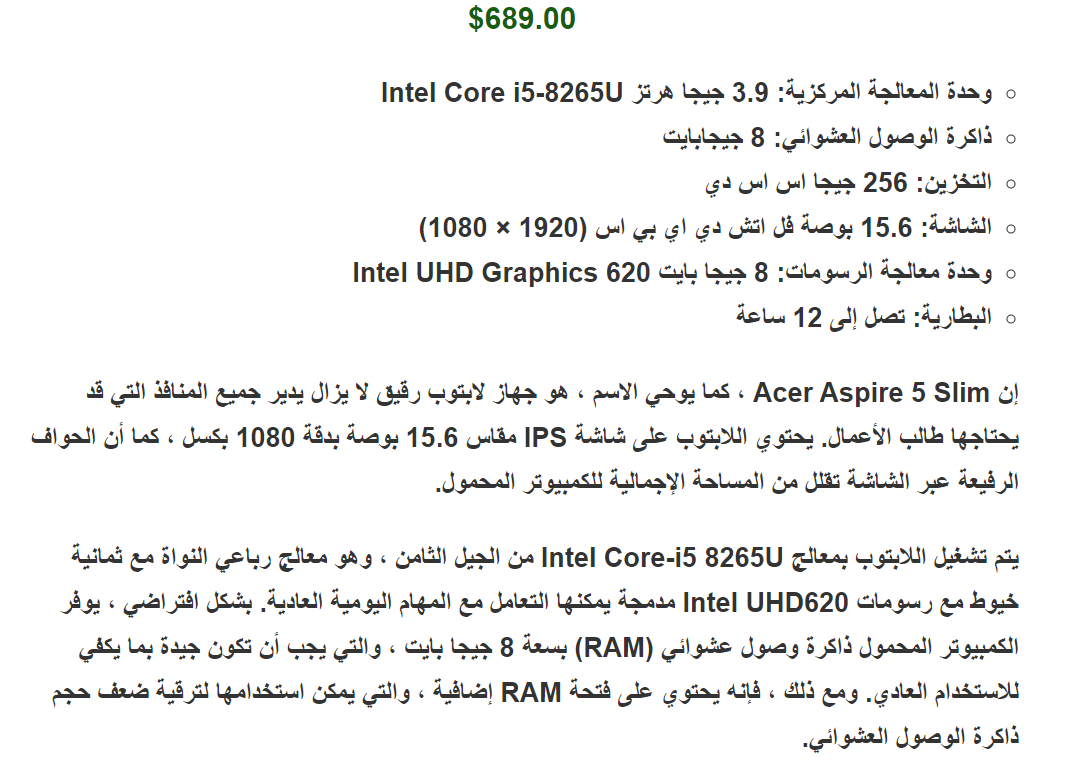 $689.00
وحدة المعالجة المركزية: 3.9 جيجا هرتز Intel Core i5-8265U
ذاكرة الوصول العشوائي: 8 جيجابايت
التخزين: 256 جيجا اس اس دي
الشاشة: 15.6 بوصة فل اتش دي اي بي اس (1920 × 1080)
وحدة معالجة الرسومات: 8 جيجا بايت Intel UHD Graphics 620
البطارية: تصل إلى 12 ساعة
إن Acer Aspire 5 Slim ، كما يوحي الاسم ، هو جهاز لابتوب رقيق لا يزال يدير جميع المنافذ التي قد
يحتاجها طالب الأعمال. يحتوي اللابتوب على شاشة IPS مقاس 15.6 بوصة بدقة 1080 بكسل ، كما أن الحواف
الرفيعة عبر الشاشة تقلل من المساحة الإجمالية للكمبيوتر المحمول.
يتم تشغيل اللابتوب بمعالج Intel Core-i5 8265U من الجيل الثامن ، وهو معالج رباعي النواة مع ثمانية
خيوط مع رسومات Intel UHD620 مدمجة يمكنها التعامل مع المهام اليومية العادية. بشكل افتراضي ، يوفر
الكمبيوتر المحمول ذاكرة وصول عشوائي (RAM) بسعة 8 جيجا بايت ، والتي يجب أن تكون جيدة بما يكفي
للاستخدام العادي. ومع ذلك ، فإنه يحتوي على فتحة RAM إضافية ، والتي يمكن استخدامها لترقية ضعف حجم
ذاكرة الوصول العشوائي.